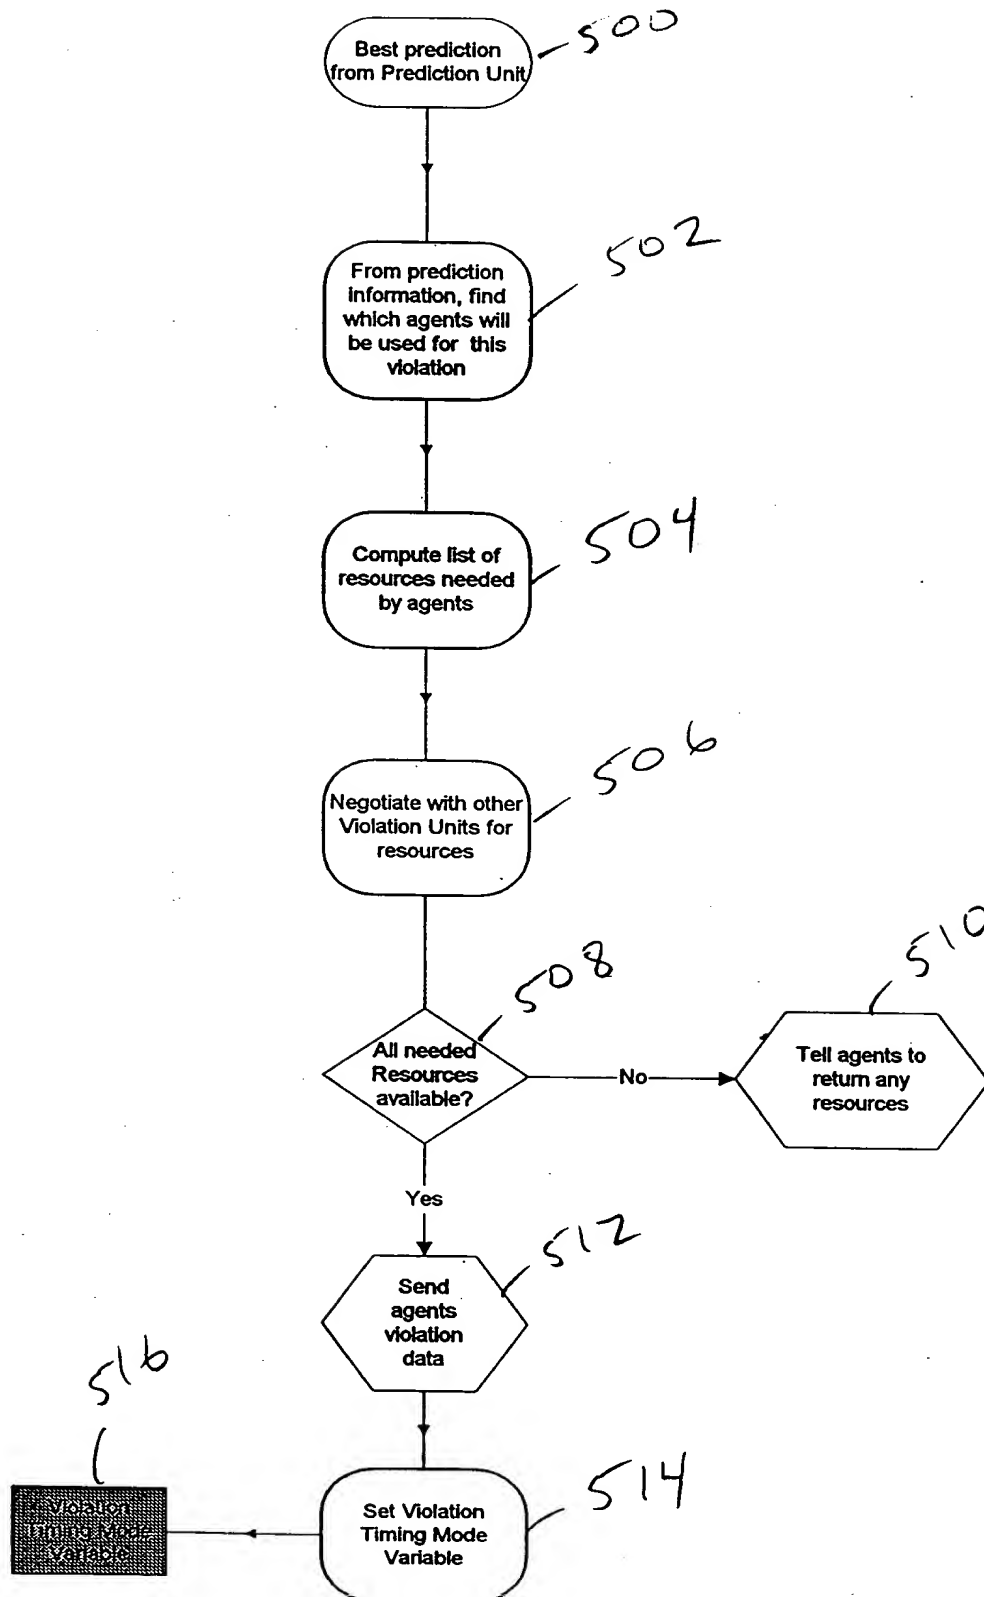 Best prediction
from Prediction Unit
500
From prediction
information, find
which agents will
be used for this
violation
502
Compute list of
resources needed
by agents
504
Negotiate with other
Violation Units for
resources
506
All needed
Resources
available?
508
No
Tell agents to
return any
resources
510
Yes
Send
agents
violation
data
512
Set Violation
Timing Mode
Variable
514
Violation
Timing Mode
Variable
516